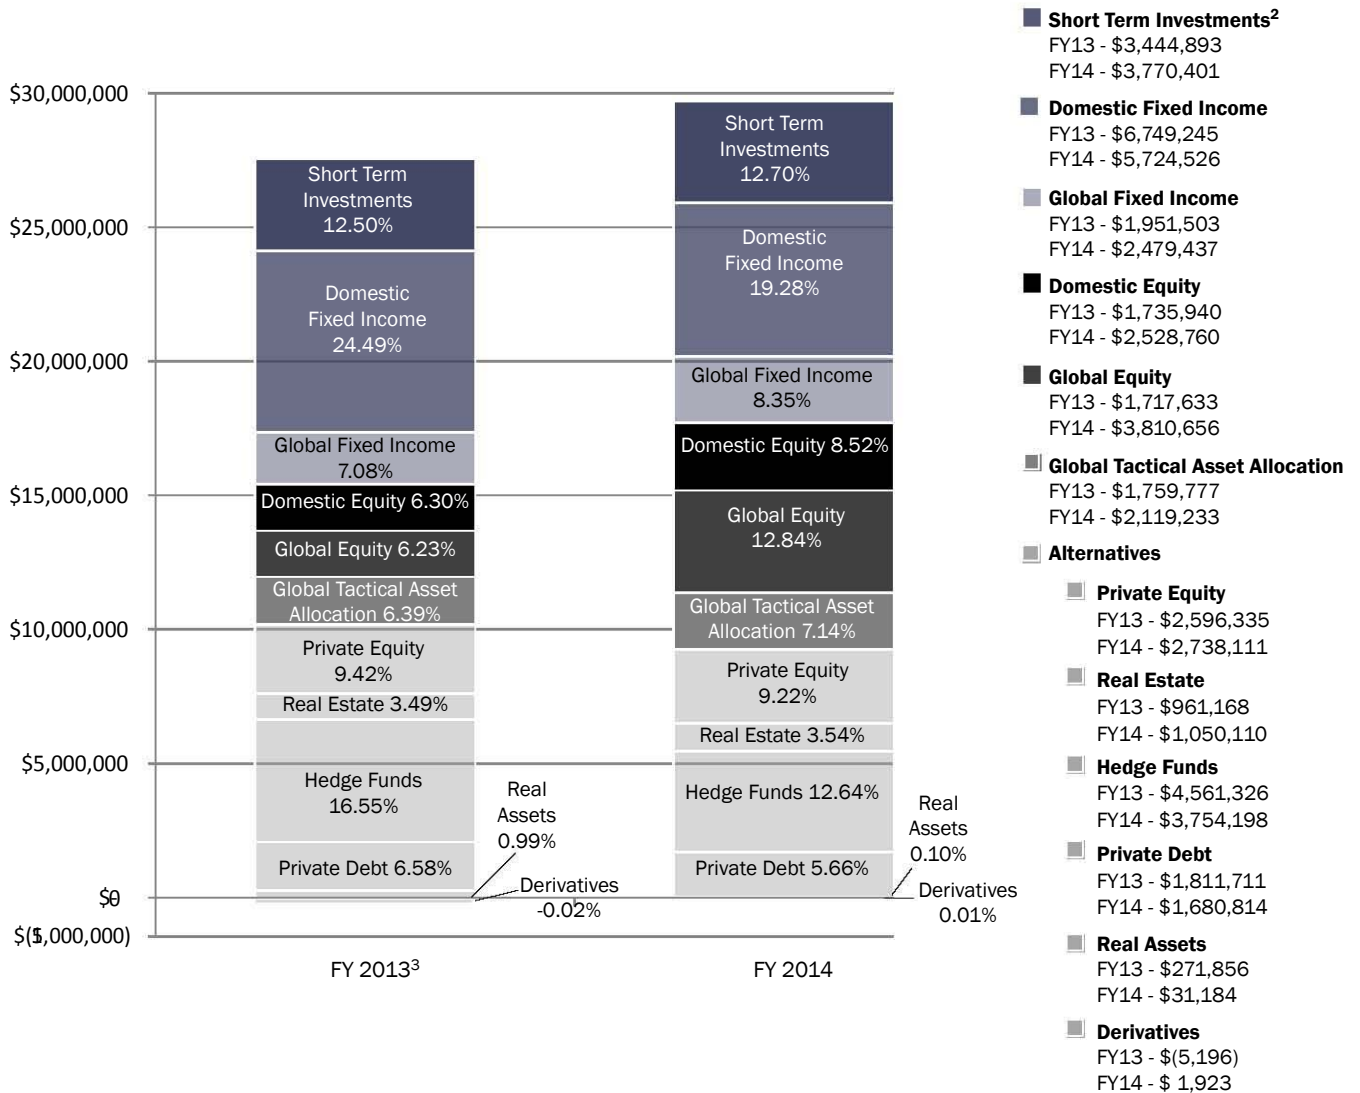 $30,000,000
$25,000,000
$20,000,000
$15,000,000
$10,000,000
$5,000,000
$0
$(5,000,000)
Short Term
Investments
12.50%
Domestic
Fixed Income
24.49%
Global Fixed Income
7.08%
Domestic Equity 6.30%
Global Equity 6.23%
Global Tactical Asset
Allocation 6.39%
Private Equity
9.42%
Real Estate 3.49%
Hedge Funds
16.55%
Private Debt 6.58%
Real
Assets
0.99%
Derivatives
-0.02%
FY 2013³
Short Term
Investments
12.70%
Domestic
Fixed Income
19.28%
Global Fixed Income
8.35%
Domestic Equity 8.52%
Global Equity
12.84%
Global Tactical Asset
Allocation 7.14%
Private Equity
9.22%
Real Estate 3.54%
Hedge Funds 12.64%
Private Debt 5.66%
Real
Assets
0.10%
Derivatives
0.01%
FY 2014
Short Term Investments²
FY13 - $3,444,893
FY14 - $3,770,401
Domestic Fixed Income
FY13 - $6,749,245
FY14 - $5,724,526
Global Fixed Income
FY13 - $1,951,503
FY14 - $2,479,437
Domestic Equity
FY13 - $1,735,940
FY14 - $2,528,760
Global Equity
FY13 - $1,717,633
FY14 - $3,810,656
Global Tactical Asset Allocation
FY13 - $1,759,777
FY14 - $2,119,233
Alternatives
Private Equity
FY13 - $2,596,335
FY14 - $2,738,111
Real Estate
FY13 - $961,168
FY14 - $1,050,110
Hedge Funds
FY13 - $4,561,326
FY14 - $3,754,198
Private Debt
FY13 - $1,811,711
FY14 - $1,680,814
Real Assets
FY13 - $271,856
FY14 - $31,184
Derivatives
FY13 - $(5,196)
FY14 - $ 1,923